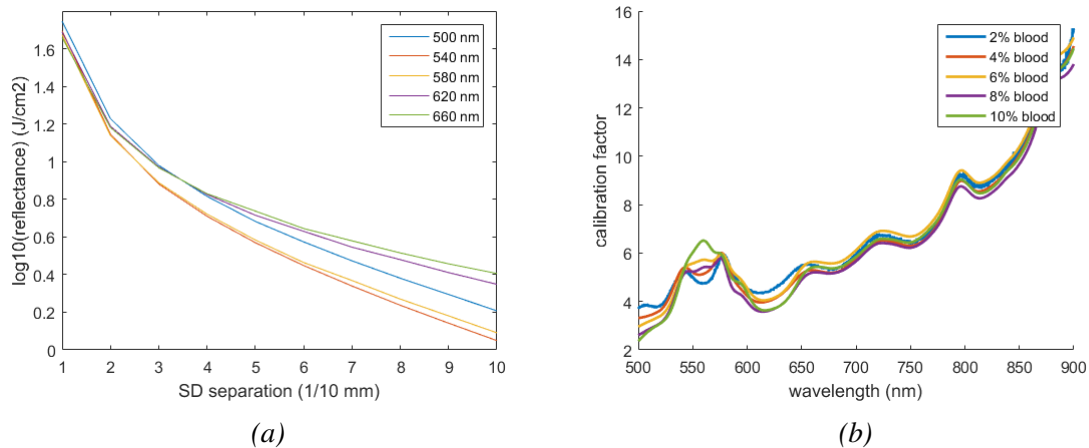 log10(reflectance) (J/cm2)
1.6
1.4
1.2
1
0.8
0.6
0.4
0.2
0
1 2 3 4 5 6 7 8 9 10
SD separation (1/10 mm)
500 nm
540 nm
580 nm
620 nm
660 nm
(a)
calibration factor
16
14
12
10
8
6
4
2
500 550 600 650 700 750 800 850 900
wavelength (nm)
2% blood
4% blood
6% blood
8% blood
10% blood
(b)